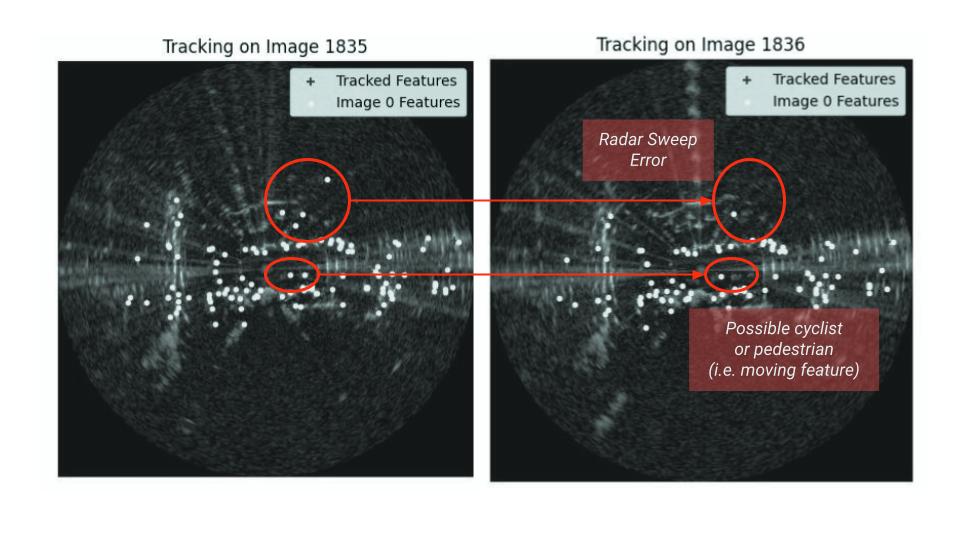 Tracking on Image 1835
Tracked Features
Image 0 Features
Tracking on Image 1836
Tracked Features
Image 0 Features
Radar Sweep
Error
Possible cyclist
or pedestrian
(i.e. moving feature)